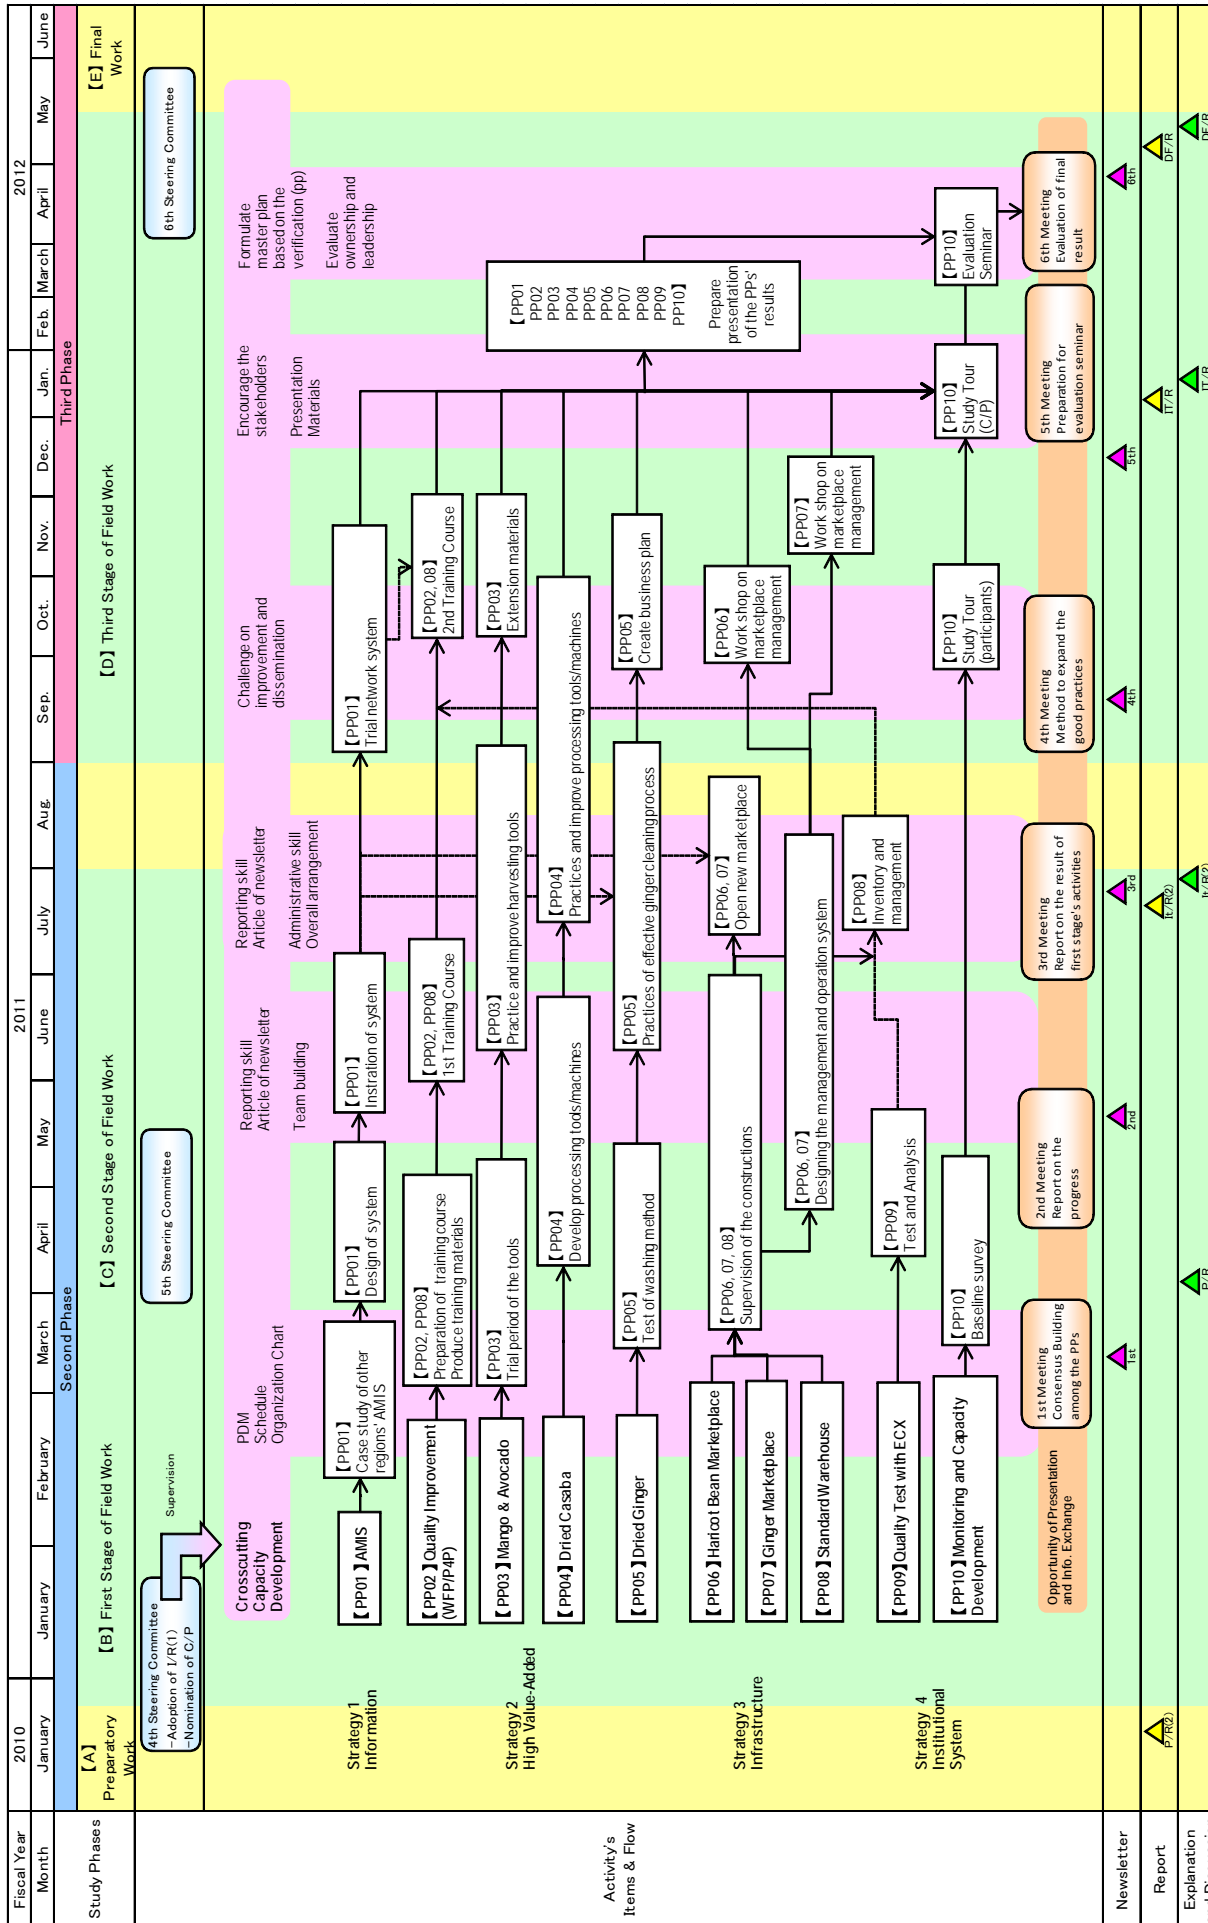 Fiscal Year
2010
2011
2012
Month
January
January
February
March
April
May
June
July
Aug.
Sep.
Oct.
Nov.
Dec.
Jan.
Feb.
March
April
May
June
Second Phase
Third Phase
Study Phases
【A】
Preparatory
Work
【B】First Stage of Field Work
【C】Second Stage of Field Work
【D】Third Stage of Field Work
【E】Final
Work
4th Steering Committee
-Adoption of I/R(1)
-Nomination of C/P
Supervision
5th Steering Committee
6th Steering Committee
Activity's
Items & Flow
Crosscutting
Capacity
Development
PDM
Schedule
Organization Chart
Reporting skill
Article of newsletter
Team building
Reporting skill
Article of newsletter
Administrative skill
Overall arrangement
Challenge on
improvement and
dissemination
Encourage the
stakeholders
Presentation
Materials
Formulate
master plan
based on the
verification (pp)
Evaluate
ownership and
leadership
Strategy 1
Information
【PP01】AMIS
【PP01】
Case study of other
regions' AMIS
【PP01】
Design of system
【PP01】
Instration of system
【PP01】
Trial network system
Strategy 2
High Value-Added
【PP02】Quality Improvement
(WFP/P4P)
【PP02, PP08】
Preparation of training course
Produce training materials
【PP02, PP08】
1st Training Course
【PP02, 08】
2nd Training Course
【PP03】Mango & Avocado
【PP03】
Trial period of the tools
【PP03】
Practice and improve harvesting tools
【PP03】
Extension materials
【PP04】Dried Casaba
【PP04】
Develop processing tools/machines
【PP04】
Practices and improve processing tools/machines
【PP05】Dried Ginger
【PP05】
Test of washing method
【PP05】
Practices of effective ginger cleaning process
【PP05】
Create business plan
【PP01
PP02
PP03
PP04
PP05
PP06
PP07
PP08
PP09
PP10】
Prepare
presentation
of the PPs'
results
Strategy 3
Infrastructure
【PP06】Haricot Bean Marketplace
【PP07】Ginger Marketplace
【PP08】Standard Warehouse
【PP06, 07, 08】
Supervision of the constructions
【PP06, 07】
Open new marketplace
【PP06】
Work shop on
marketplace
management
【PP06, 07】
Designing the management and operation system
【PP07】
Work shop on
marketplace
management
【PP08】
Inventory and
management
Strategy 4
Institutional
System
【PP09】Quality Test with ECX
【PP09】
Test and Analysis
【PP10】Monitoring and Capacity
Development
【PP10】
Baseline survey
【PP10】
Study Tour
(participants)
【PP10】
Study Tour
(C/P)
【PP10】
Evaluation
Seminar
Opportunity of Presentation
and Info. Exchange
1st Meeting
Consensus Building
among the PPs
2nd Meeting
Report on the
progress
3rd Meeting
Report on the result of
first stage's activities
4th Meeting
Method to expand the
good practices
5th Meeting
Preparation for
evaluation seminar
6th Meeting
Evaluation of final
result
Newsletter
1st
2nd
3rd
4th
5th
6th
Report
P/R(2)
It/R(2)
IT/R
DF/R
Explanation
P/R
It/R(2)
IT/R
DF/R